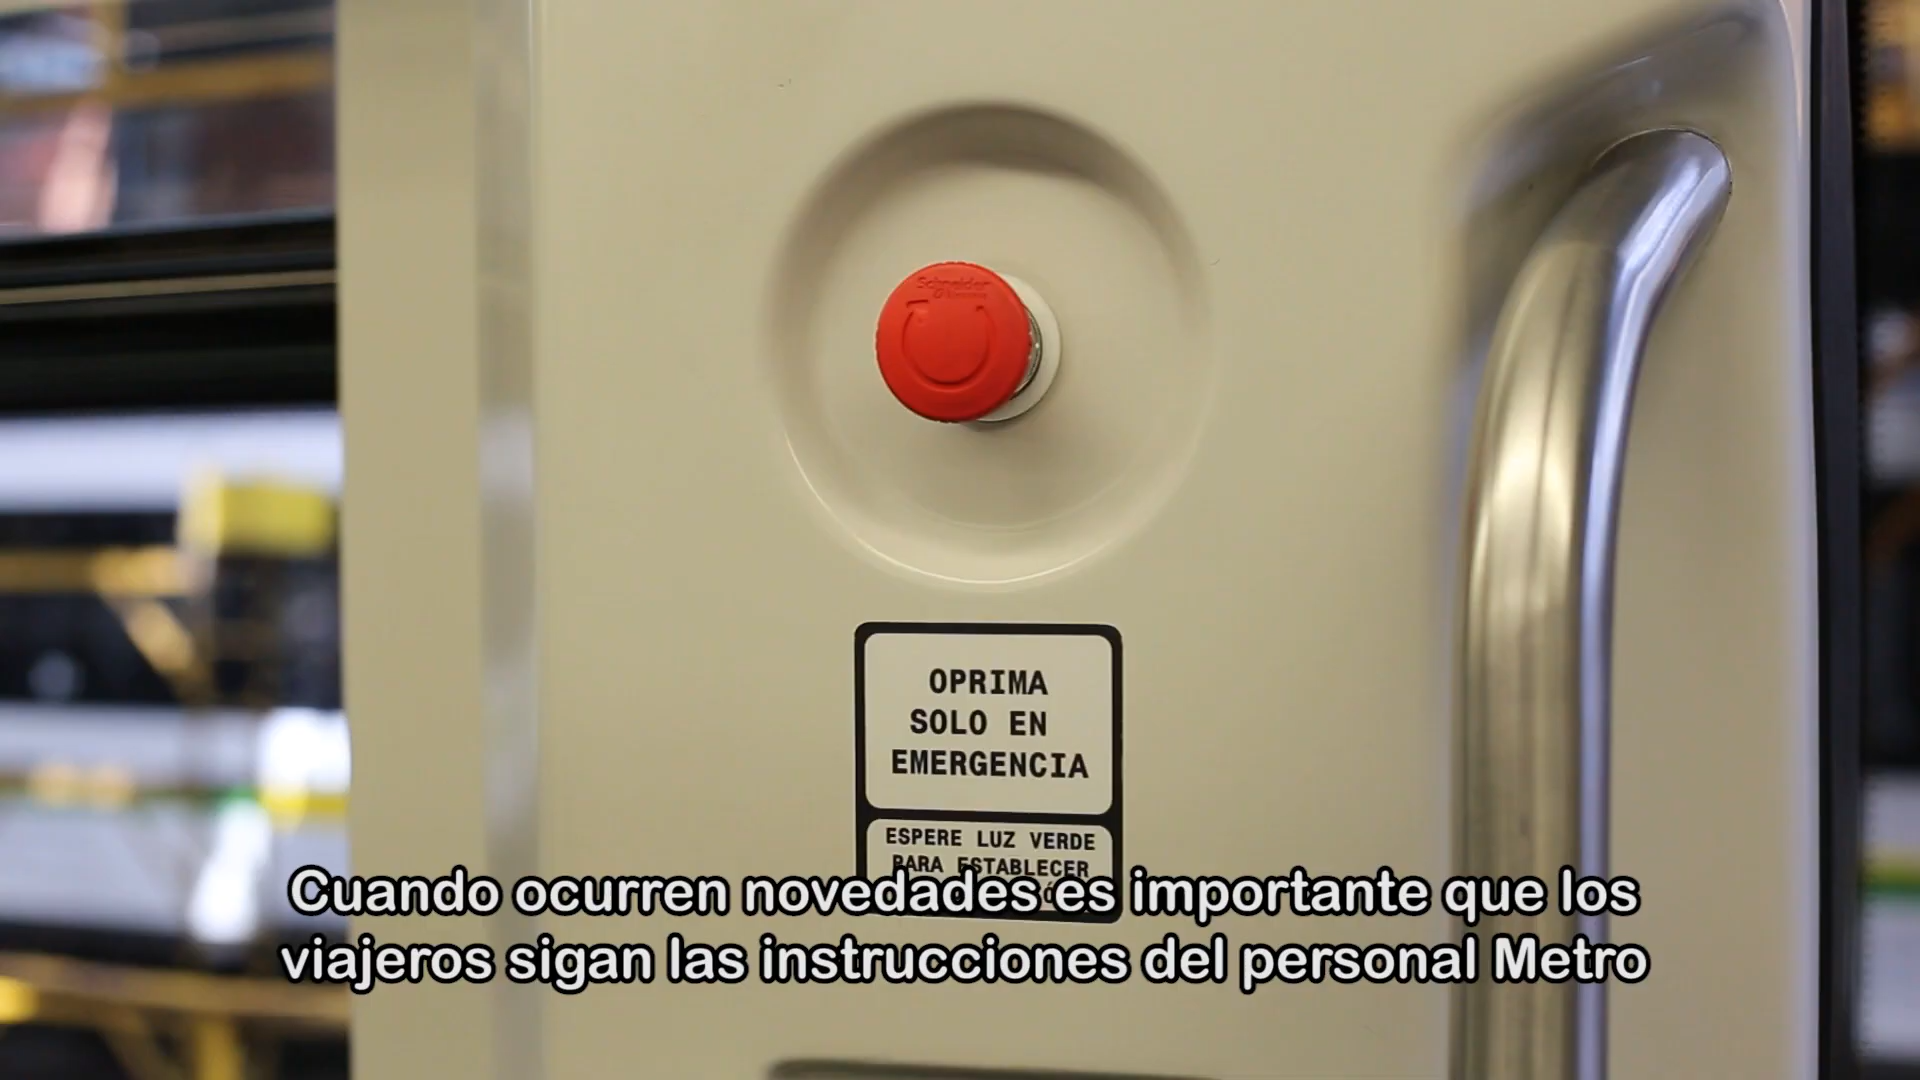 Schneider
OPRIMA
SOLO EN
EMERGENCIA
ESPERE LUZ VERDE
PARA ESTABLECER
Cuando ocurren novedades es importante que los
viajeros sigan las instrucciones del personal Metro